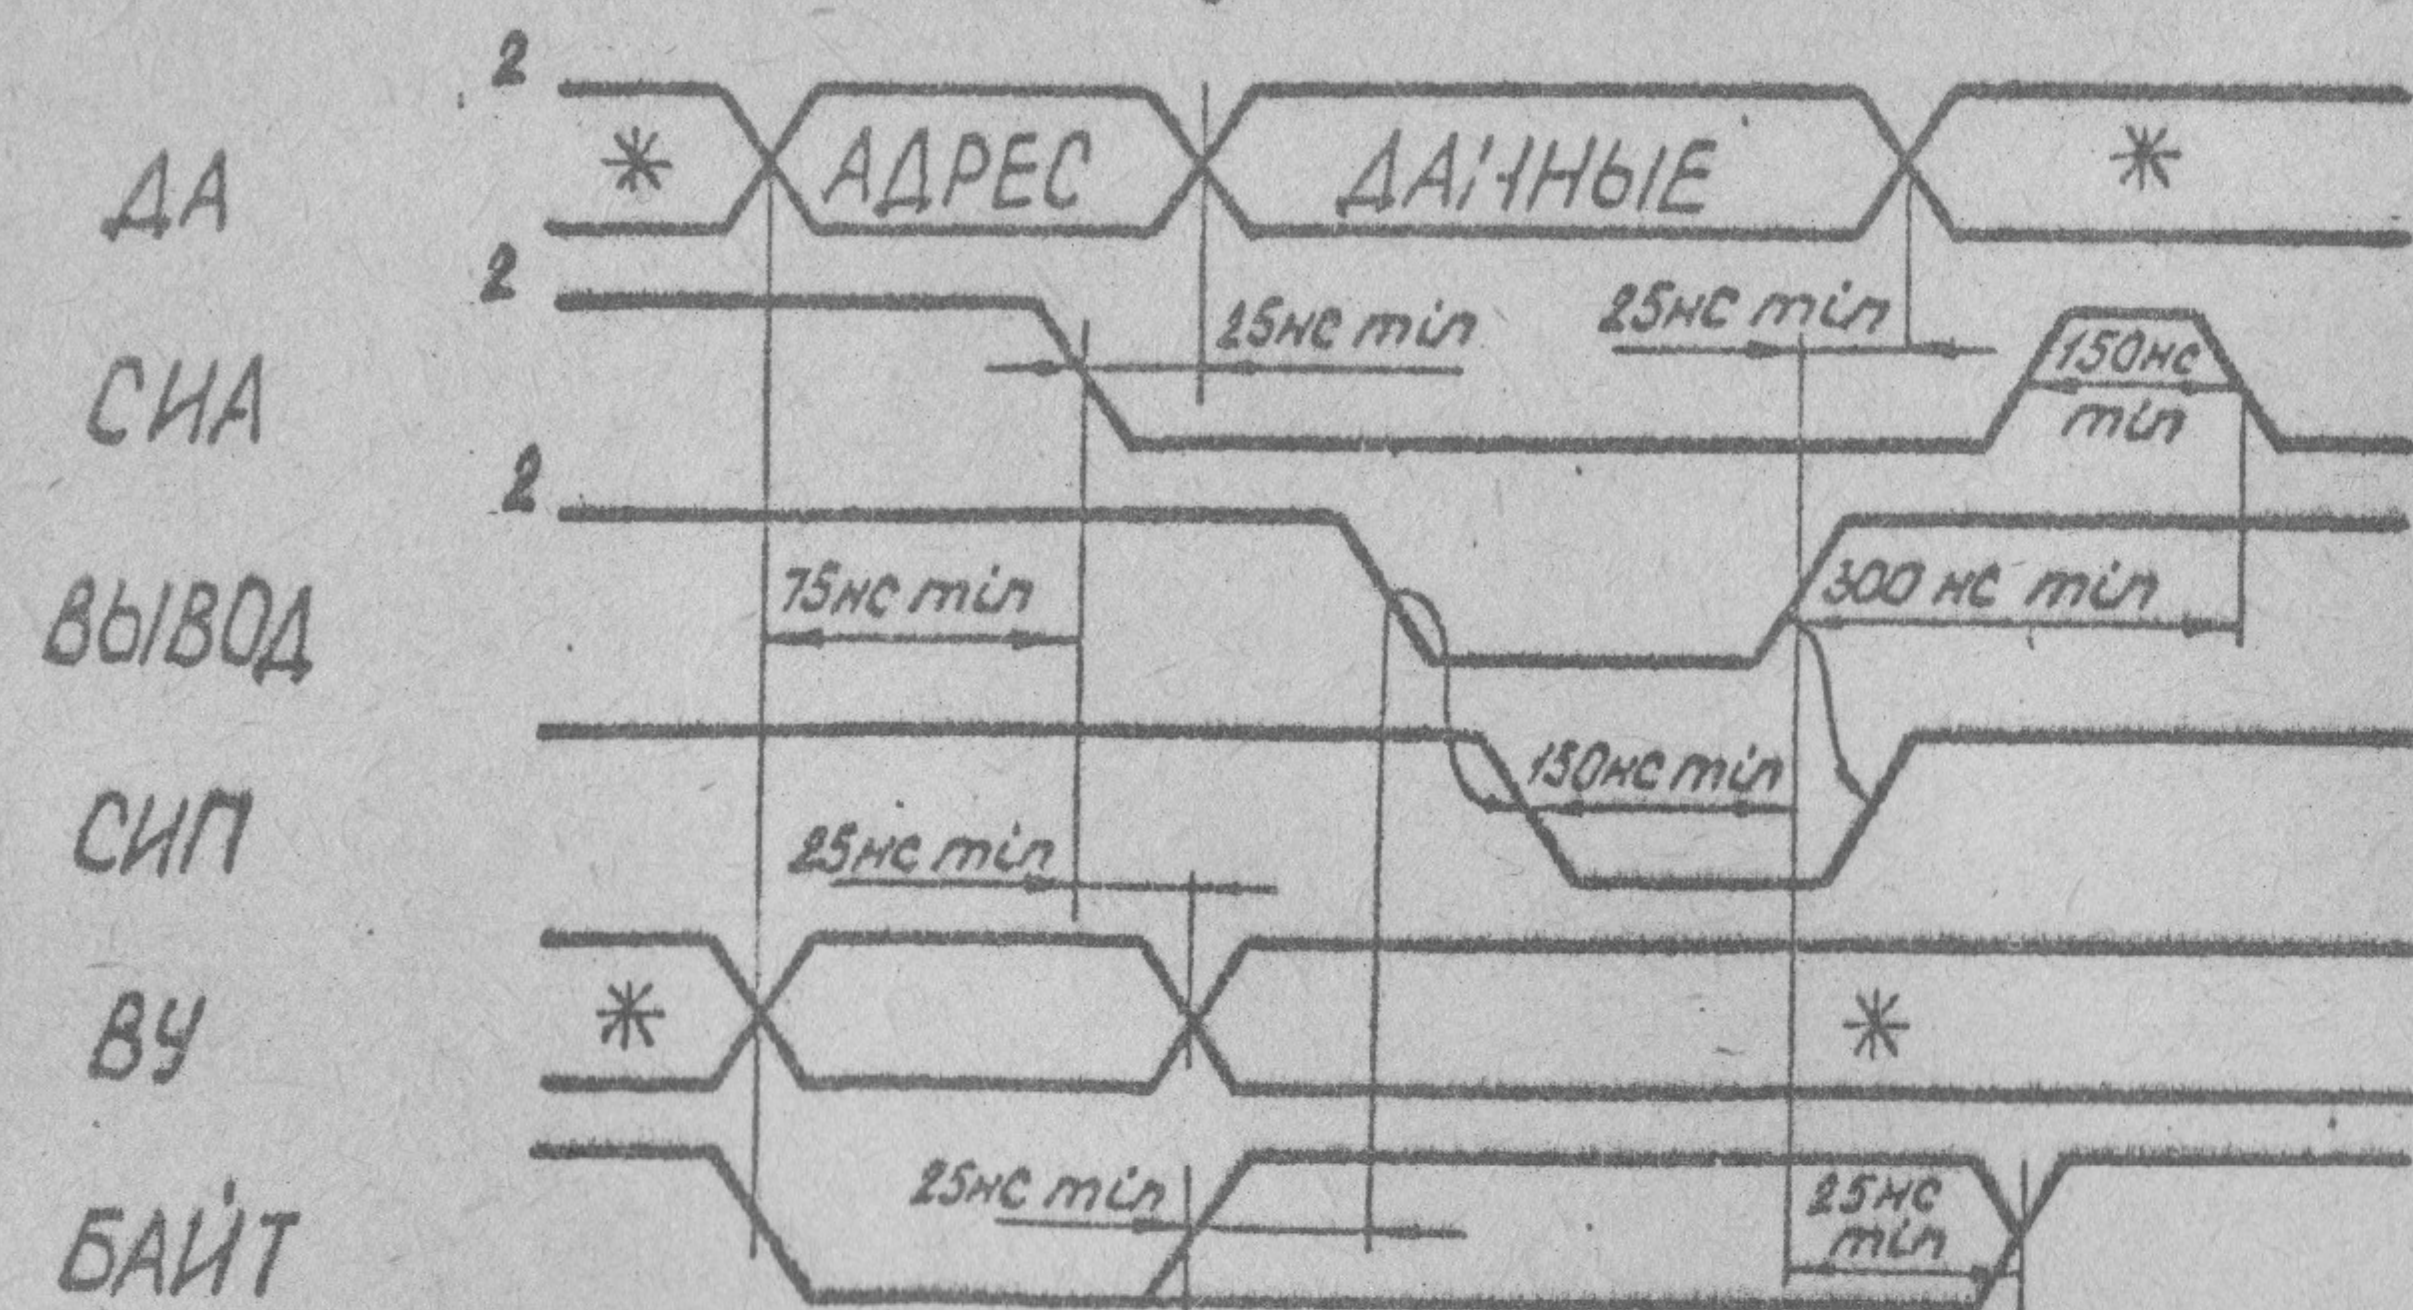 2
ДА
*
АДРЕС
ДАННЫЕ
*
2
СИА
25нс min
25нс min
150нс
min
2
ВЫВОД
75нс min
300 нс min
СИП
150нс min
25нс min
ВУ
*
*
БАЙТ
25нс min
25нс
min